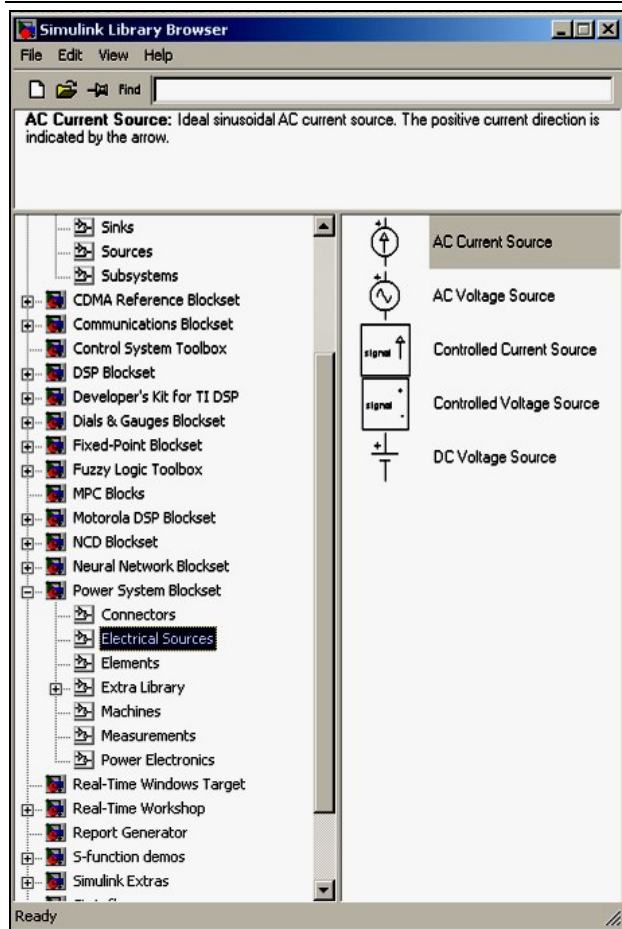 Simulink Library Browser
File Edit View Help
Find
AC Current Source: Ideal sinusoidal AC current source. The positive current direction is
indicated by the arrow.
Sinks
Sources
Subsystems
CDMA Reference Blockset
Communications Blockset
Control System Toolbox
DSP Blockset
Developer's Kit for TI DSP
Dials & Gauges Blockset
Fixed-Point Blockset
Fuzzy Logic Toolbox
MPC Blocks
Motorola DSP Blockset
NCD Blockset
Neural Network Blockset
Power System Blockset
Connectors
Electrical Sources
Elements
Extra Library
Machines
Measurements
Power Electronics
Real-Time Windows Target
Real-Time Workshop
Report Generator
S-function demos
Simulink Extras
AC Current Source
AC Voltage Source
signal
Controlled Current Source
signal
Controlled Voltage Source
DC Voltage Source
Ready